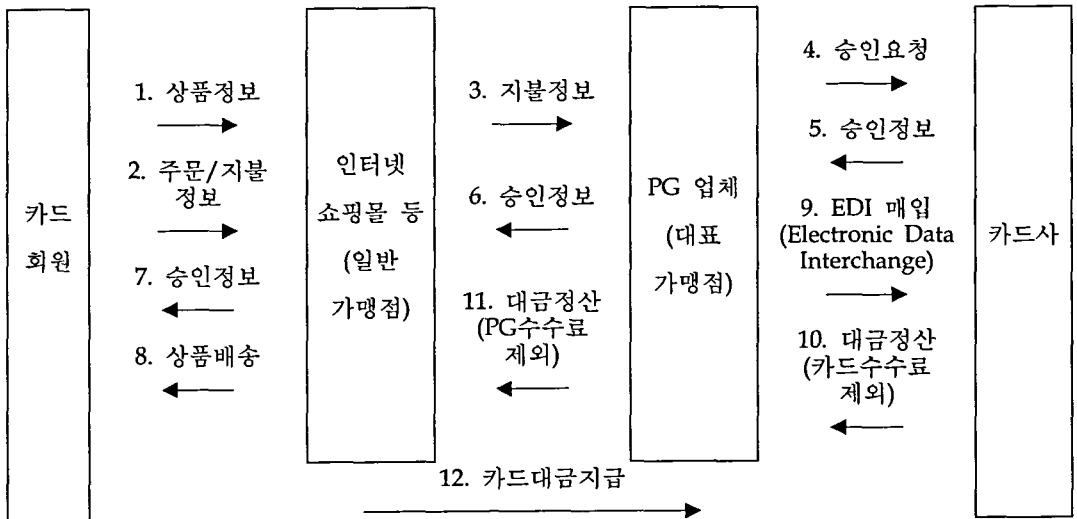 카드
회원
1. 상품정보
2. 주문/지불
정보
7. 승인정보
8. 상품배송
인터넷
쇼핑몰 등
(일반
가맹점)
3. 지불정보
6. 승인정보
11. 대금정산
(PG수수료
제외)
PG 업체
(대표
가맹점)
4. 승인요청
5. 승인정보
9. EDI 매입
(Electronic Data
Interchange)
10. 대금정산
(카드수수료
제외)
카드사
12. 카드대금지급